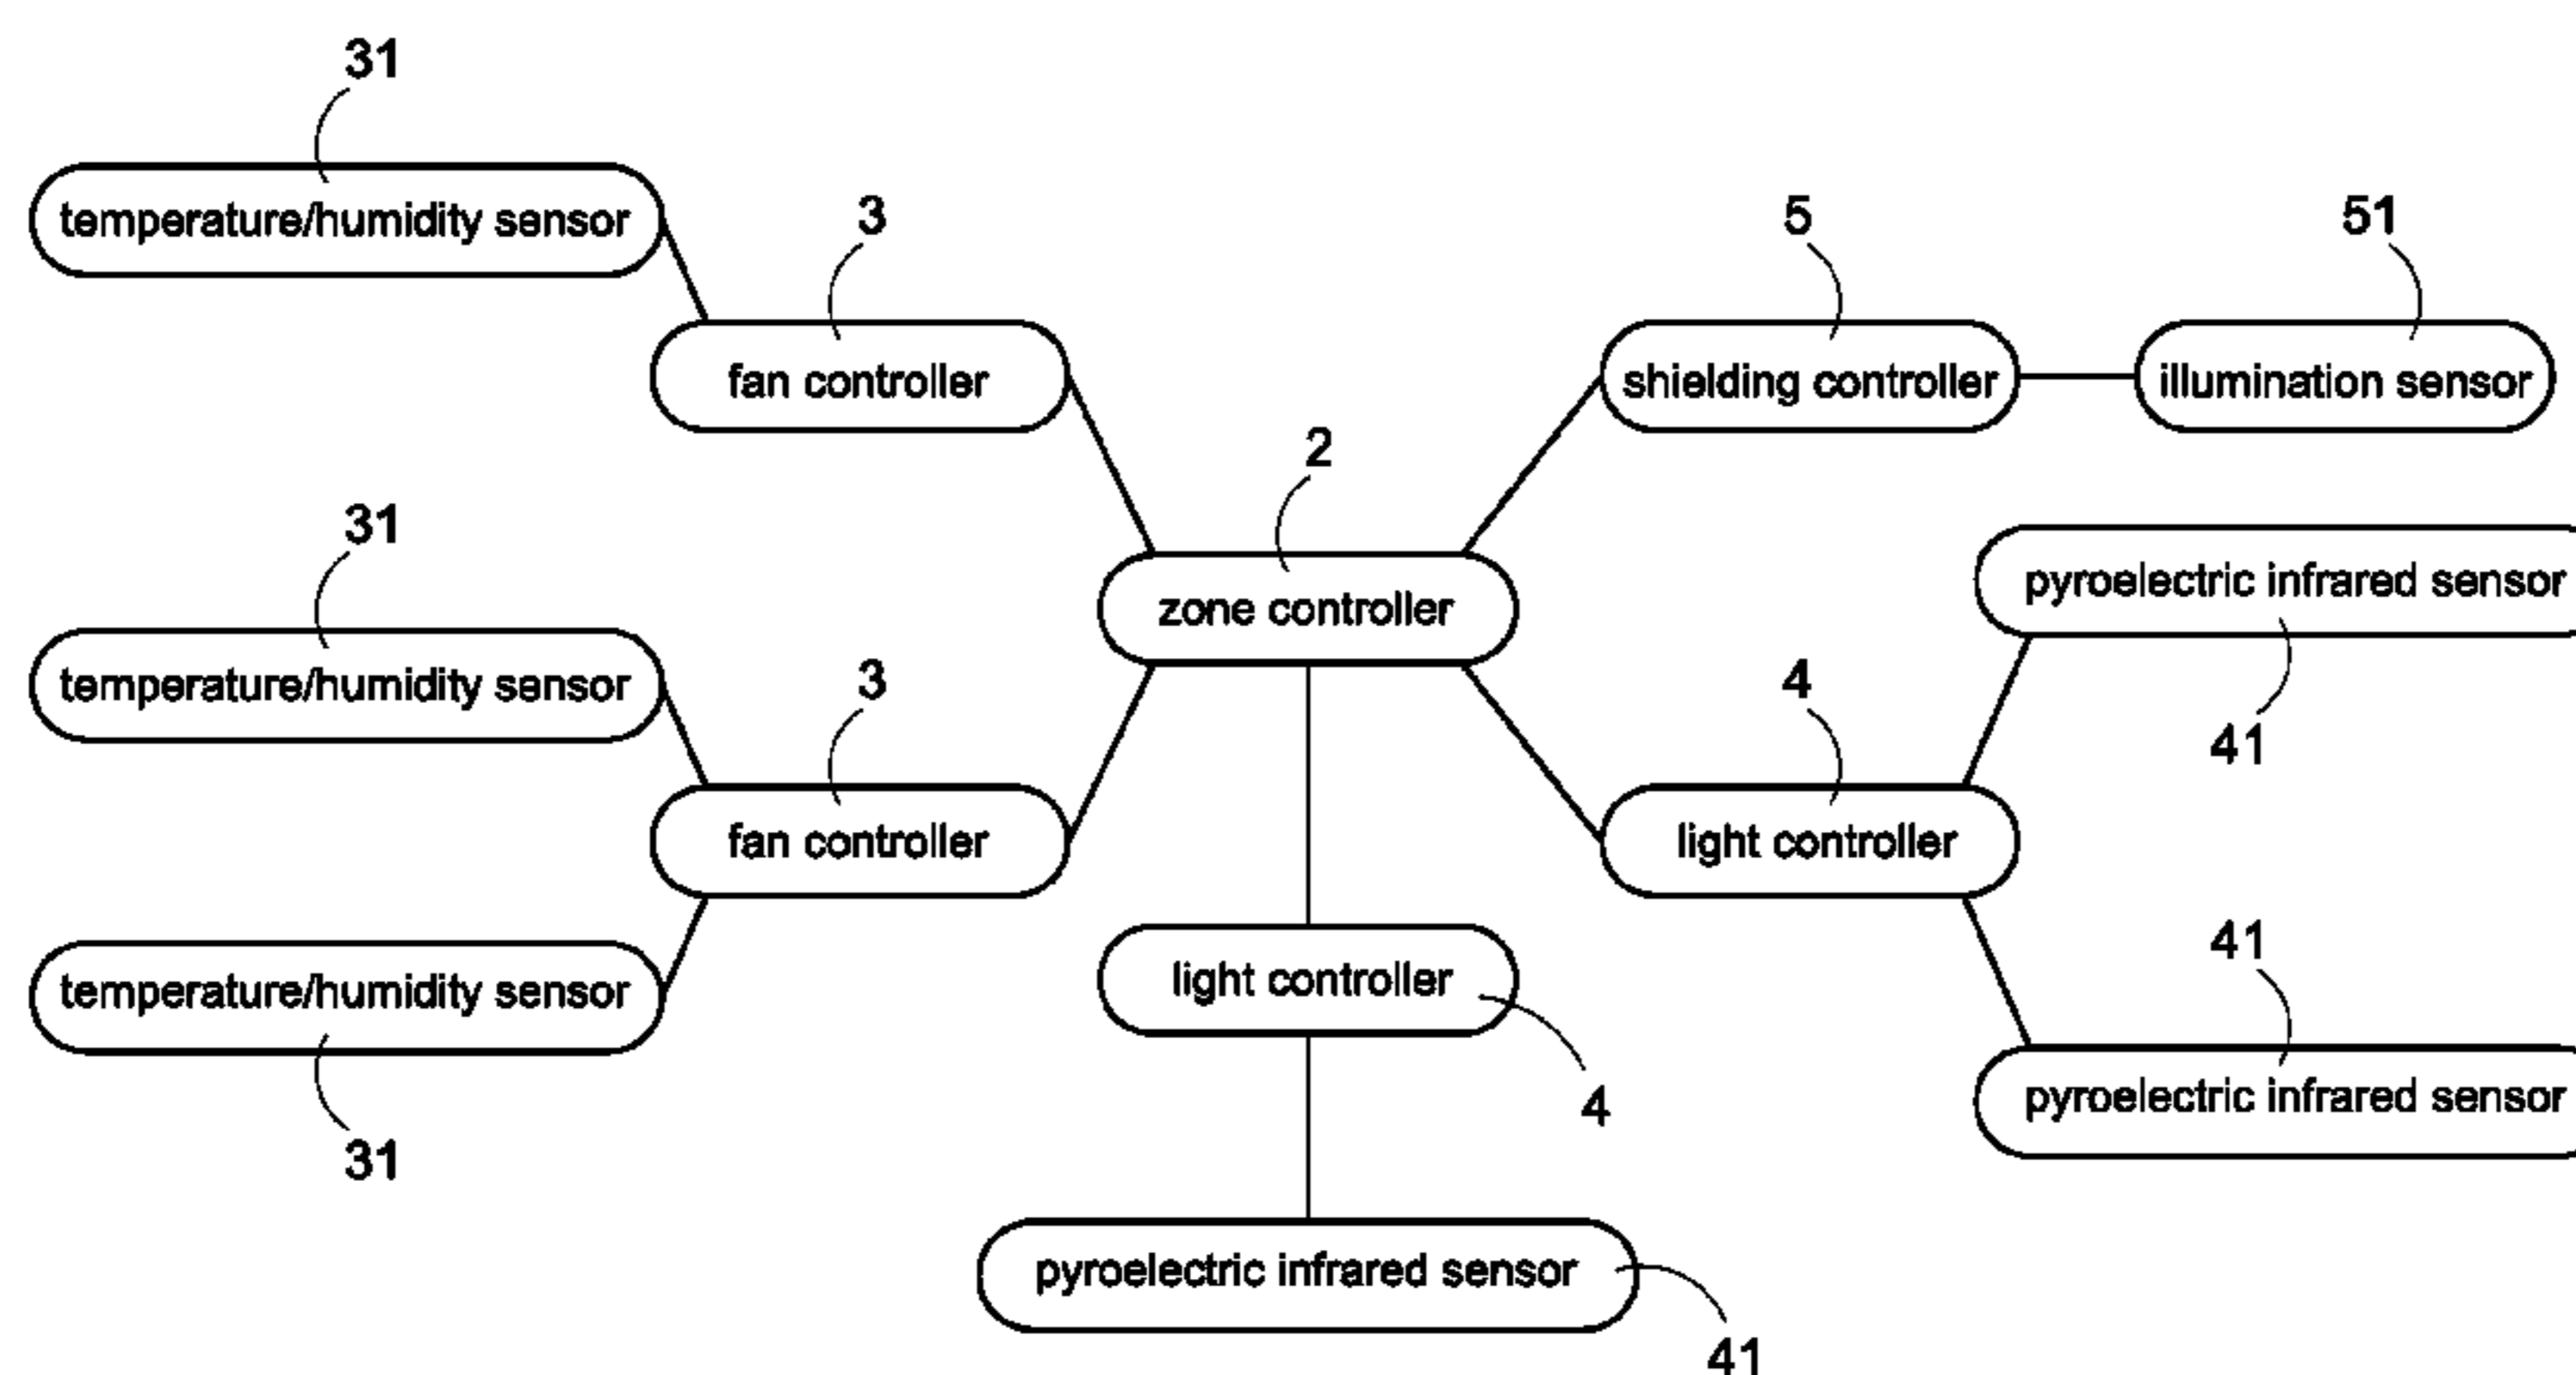 31
temperature/humidity sensor
3
5
51
fan controller
shielding controller
illumination sensor
2
31
pyroelectric infrared sensor
zone controller
temperature/humidity sensor
3
4
41
fan controller
light controller
41
light controller
temperature/humidity sensor
4
pyroelectric infrared sensor
31
pyroelectric infrared sensor
41